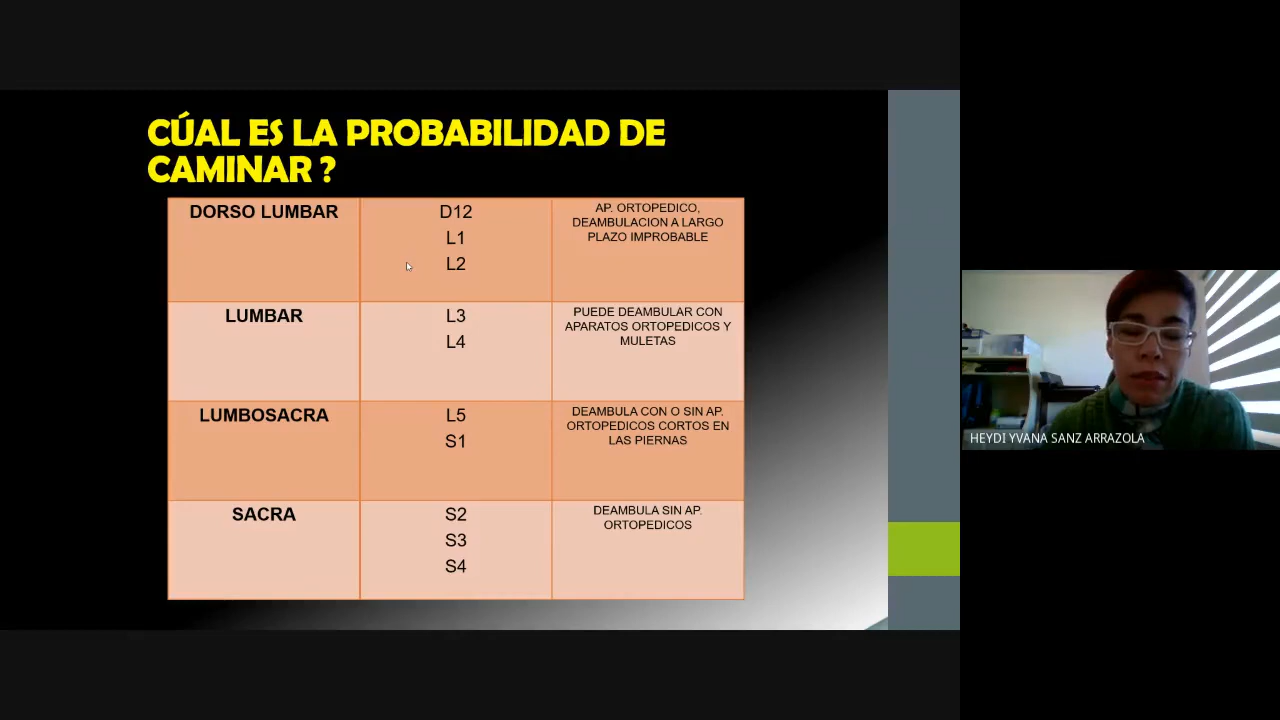 CÚAL ES LA PROBABILIDAD DE
CAMINAR ?
DORSO LUMBAR
D12
L1
L2
AP. ORTOPEDICO,
DEAMBULACION A LARGO
PLAZO IMPROBABLE
LUMBAR
L3
L4
PUEDE DEAMBULAR CON
APARATOS ORTOPEDICOS Y
MULETAS
LUMBOSACRA
L5
S1
DEAMBULA CON O SIN AP.
ORTOPEDICOS CORTOS EN
LAS PIERNAS
SACRA
S2
S3
S4
DEAMBULA SIN AP.
ORTOPEDICOS
HEYDI YVANA SANZ ARRAZOLA